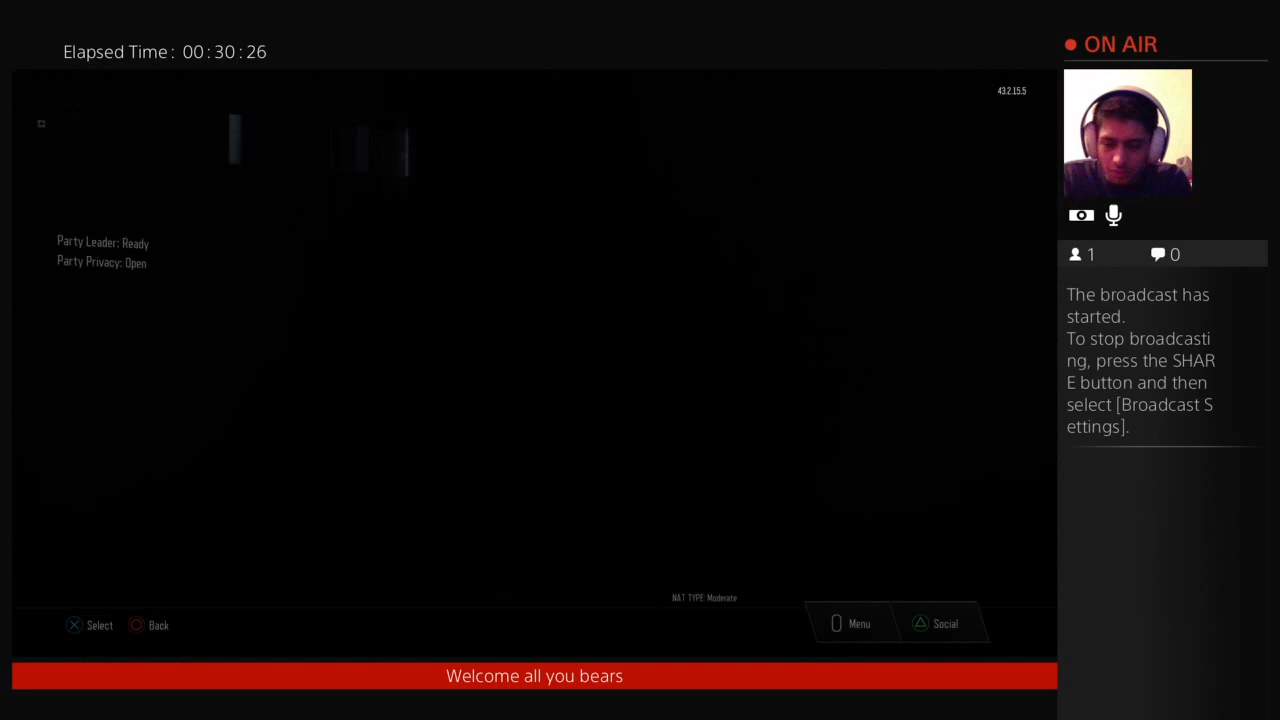 Elapsed Time: 00:30:26
ON AIR
43.2.15.5
Party Leader: Ready
Party Privacy: Open
1
0
The broadcast has
started.
To stop broadcasti
ng, press the SHAR
E button and then
select [Broadcast S
ettings].
NAT TYPE: Moderate
Select
Back
Menu
Social
Welcome all you bears